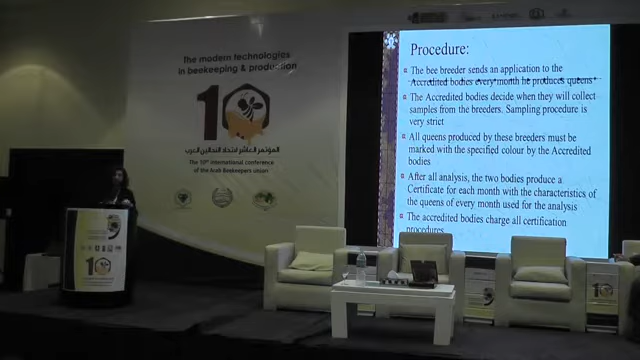 The modern technologies
in beekeeping & production
10
المؤتمر العاشر لاتحاد النحالين العرب
The 10th international conference
of the Arab Beekeepers union
Procedure:
The bee breeder sends an application to the
Accredited bodies every month he produces queens
The Accredited bodies decide when they will collect
samples from the breeders. Sampling procedure is
very strict
All queens produced by these breeders must be
marked with the specified colour by the Accredited
bodies
After all analysis, the two bodies produce a
Certificate for each month with the characteristics of
the queens of every month used for the analysis
The accredited bodies charge all certification
procedures
10
10